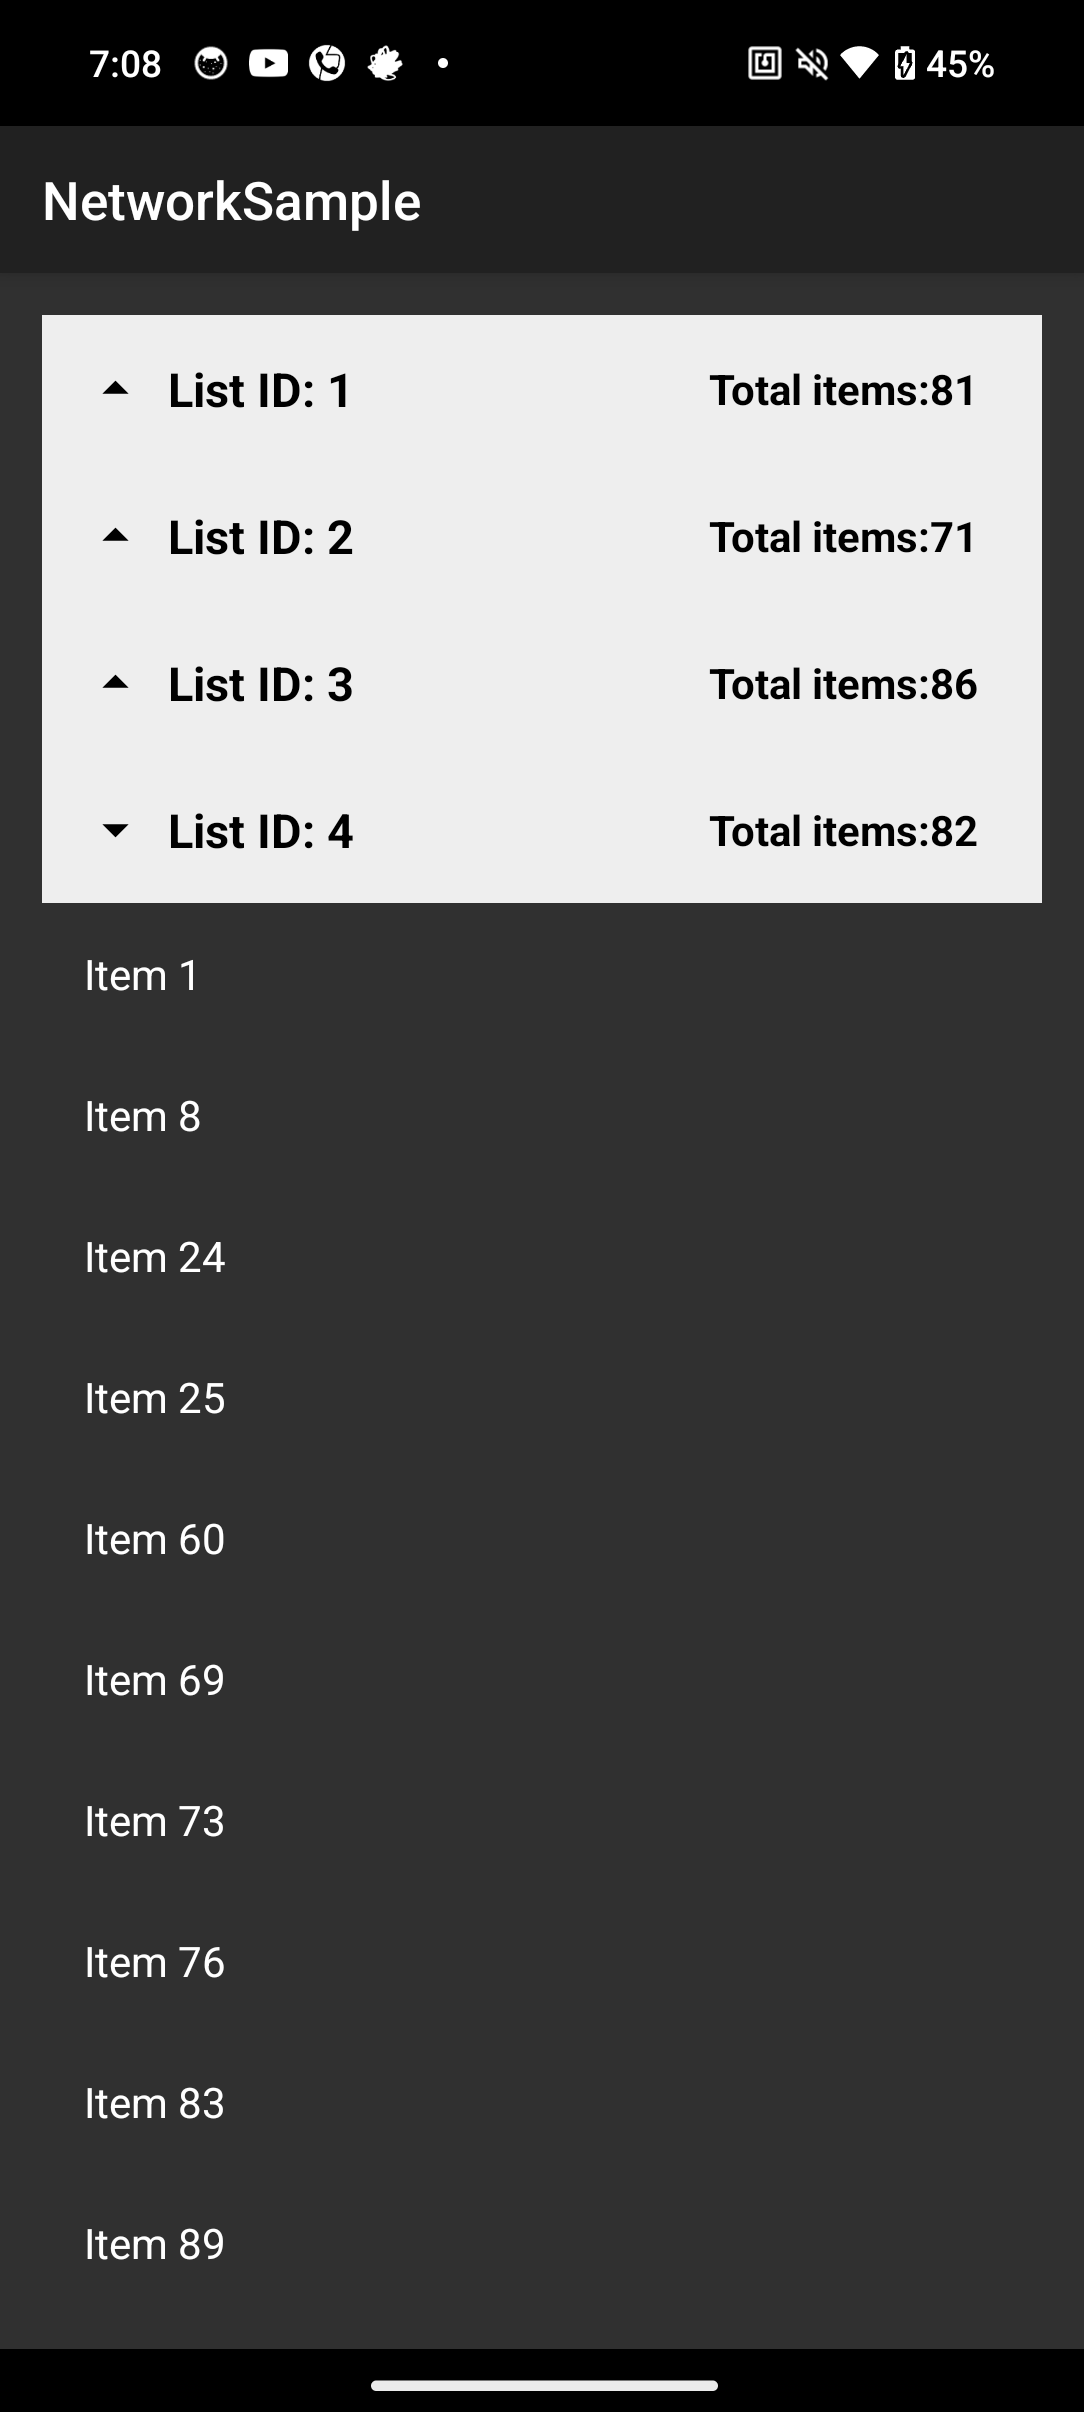 7:08 45%
NetworkSample
List ID: 1 Total items:81
List ID: 2 Total items:71
List ID: 3 Total items:86
List ID: 4 Total items:82
Item 1
Item 8
Item 24
Item 25
Item 60
Item 69
Item 73
Item 76
Item 83
Item 89